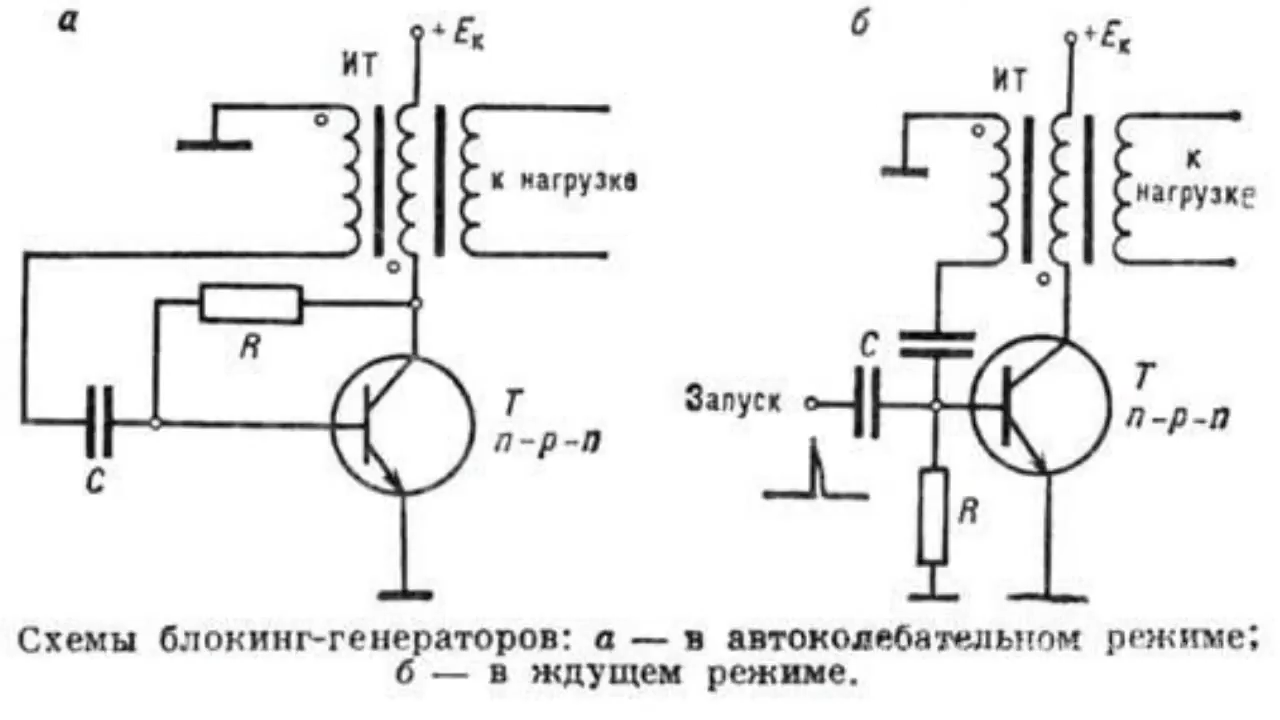 а
+ Eк
ИТ
к нагрузке
R
C
T
n-p-n
б
+Eк
ИТ
к
нагрузке
C
Запуск
T
n-p-n
R
Схемы блокинг-генераторов: а — в автоколебательном режиме;
б — в ждущем режиме.